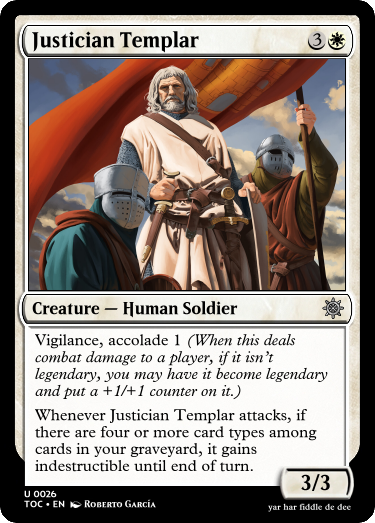 Justician Templar 3
Creature — Human Soldier
Vigilance, accolade 1 (When this deals
combat damage to a player, if it isn't
legendary, you may have it become legendary
and put a +1/+1 counter on it.)
Whenever Justician Templar attacks, if
there are four or more card types among
cards in your graveyard, it gains
indestructible until end of turn.
3/3
U 0026
TOC • EN Roberto García
yar har fiddle de dee